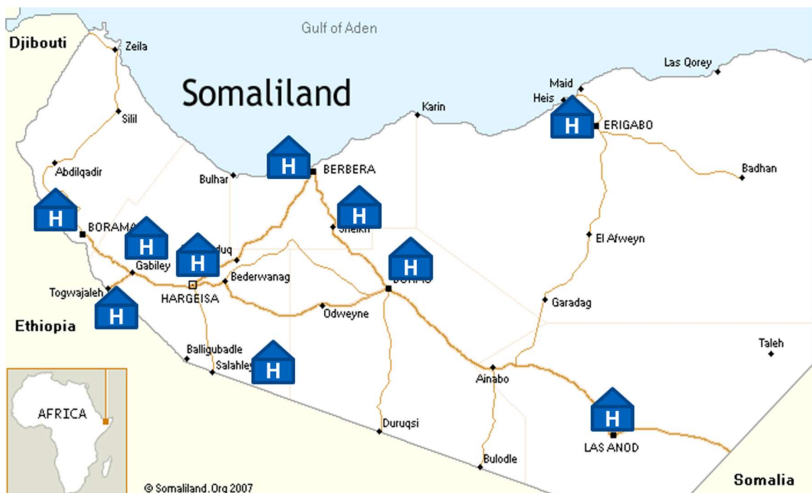 Djibouti
Zeila
Gulf of Aden
Las Qorey
Maid
Heis
Somaliland
Karin
Silil
H
ERIGABO
H
BERBERA
Abdilqadir
Bulhar
Badhan
H
H
Sheikh
BORAMA
H
El Afweyn
Gabiley
H
H
Bederwanag
Togwajaleh
HARGEISA
Garadag
H
Odweyne
Ethiopia
Taleh
Balligubadle
H
Salahley
Ainabo
AFRICA
H
Duruqsi
LAS ANOD
Bulodle
Somalia
© Somaliland.Org 2007